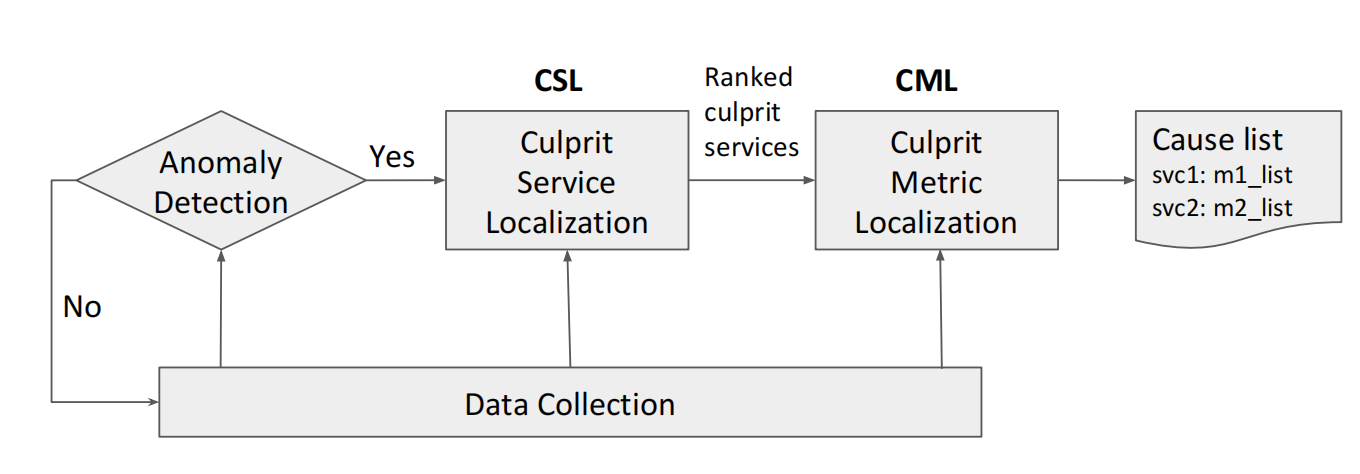 CSL
Ranked
culprit
services
CML
Anomaly
Detection
Yes
Culprit
Service
Localization
Culprit
Metric
Localization
Cause list
svc1: m1_list
svc2: m2_list
No
Data Collection